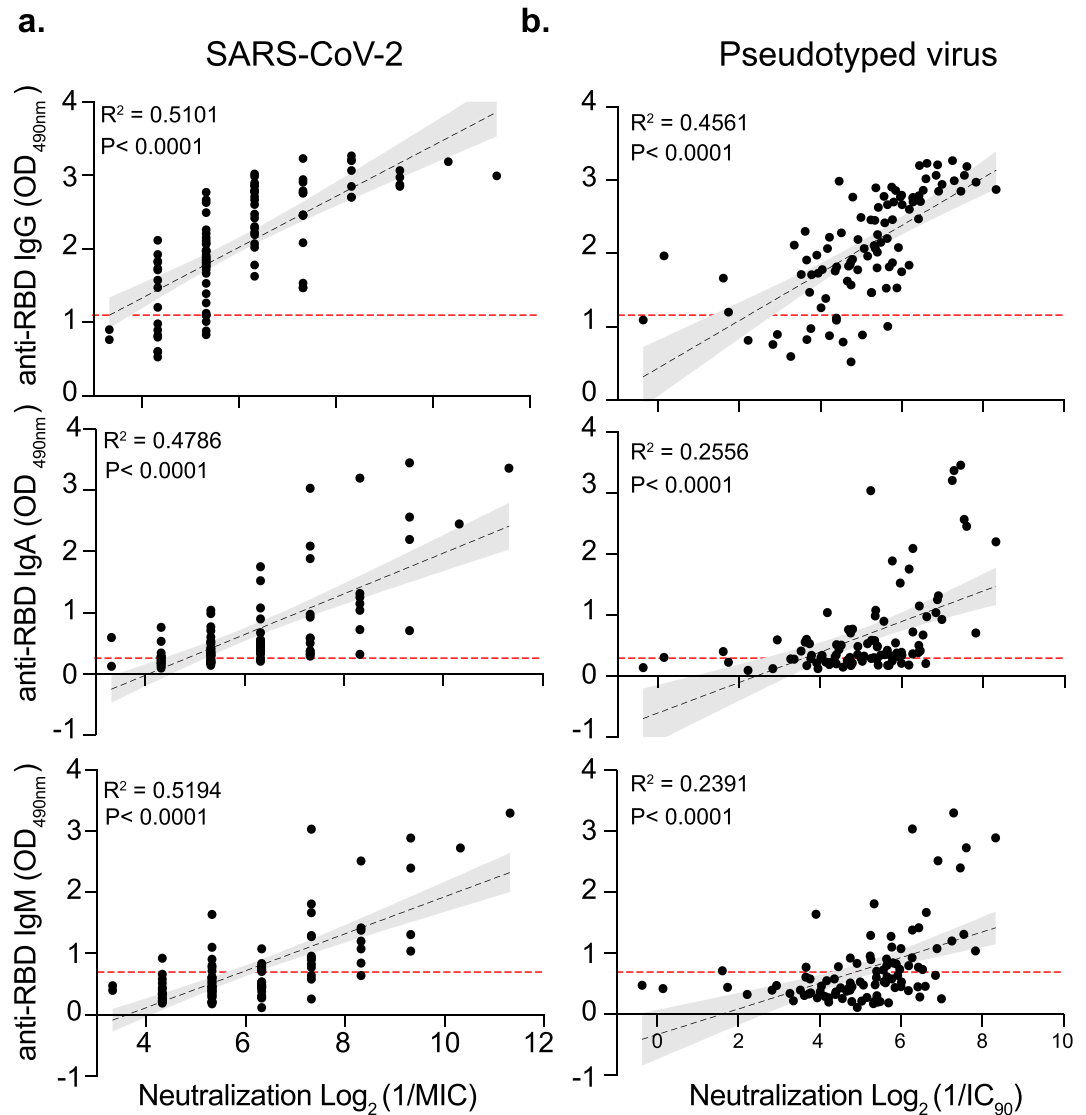 a.
SARS-CoV-2
b.
Pseudotyped virus
anti-RBD IgG (OD490nm)
4
3
2
1
0
R² = 0.5101
P< 0.0001
4
3
2
1
0
R² = 0.4561
P< 0.0001
anti-RBD IgA (OD490nm)
4
3
2
1
0
-1
R² = 0.4786
P< 0.0001
4
3
2
1
0
-1
R² = 0.2556
P< 0.0001
anti-RBD IgM (OD490nm)
4
3
2
1
0
-1
R² = 0.5194
P< 0.0001
4 6 8 10 12
Neutralization Log2 (1/MIC)
4
3
2
1
0
-1
R² = 0.2391
P< 0.0001
0 2 4 6 8 10
Neutralization Log2 (1/IC90)